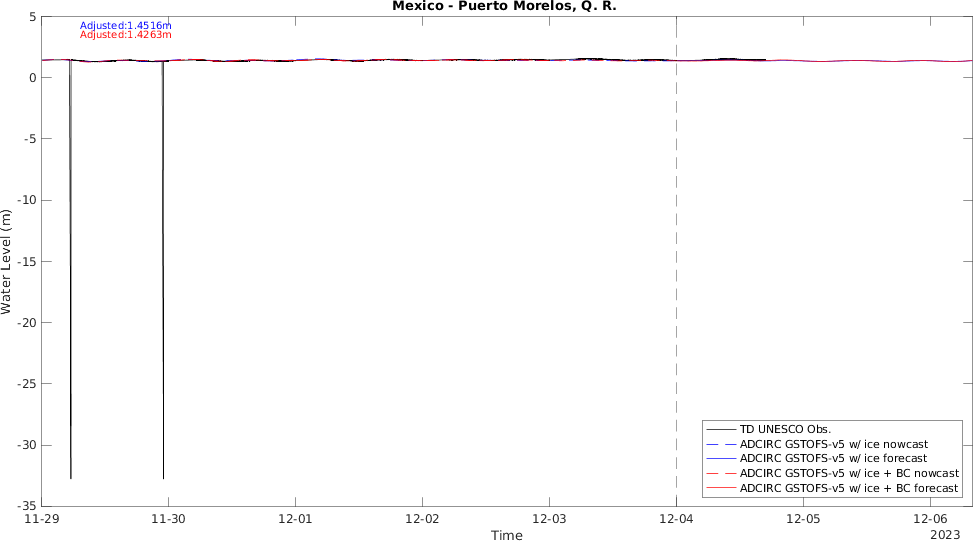 Mexico - Puerto Morelos, Q. R.
Adjusted:1.4516m
Adjusted:1.4263m
5
0
-5
-10
-15
-20
-25
-30
-35
Water Level (m)
TD UNESCO Obs.
ADCIRC GSTOFS-v5 w/ ice nowcast
ADCIRC GSTOFS-v5 w/ ice forecast
ADCIRC GSTOFS-v5 w/ ice + BC nowcast
ADCIRC GSTOFS-v5 w/ ice + BC forecast
11-29 11-30 12-01 12-02 12-03 12-04 12-05 12-06
Time
2023